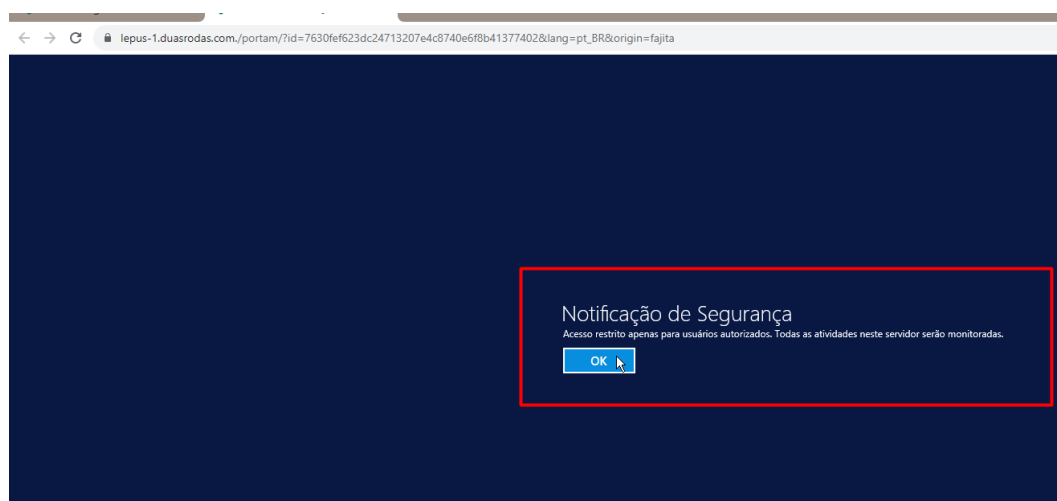 lepus-1.duasrodas.com./portam/?id=7630fef623dc24713207e4c8740e6f8b41377402&lang=pt_BR&origin=fajita
Notificação de Segurança
Acesso restrito apenas para usuários autorizados. Todas as atividades neste servidor serão monitoradas.
OK